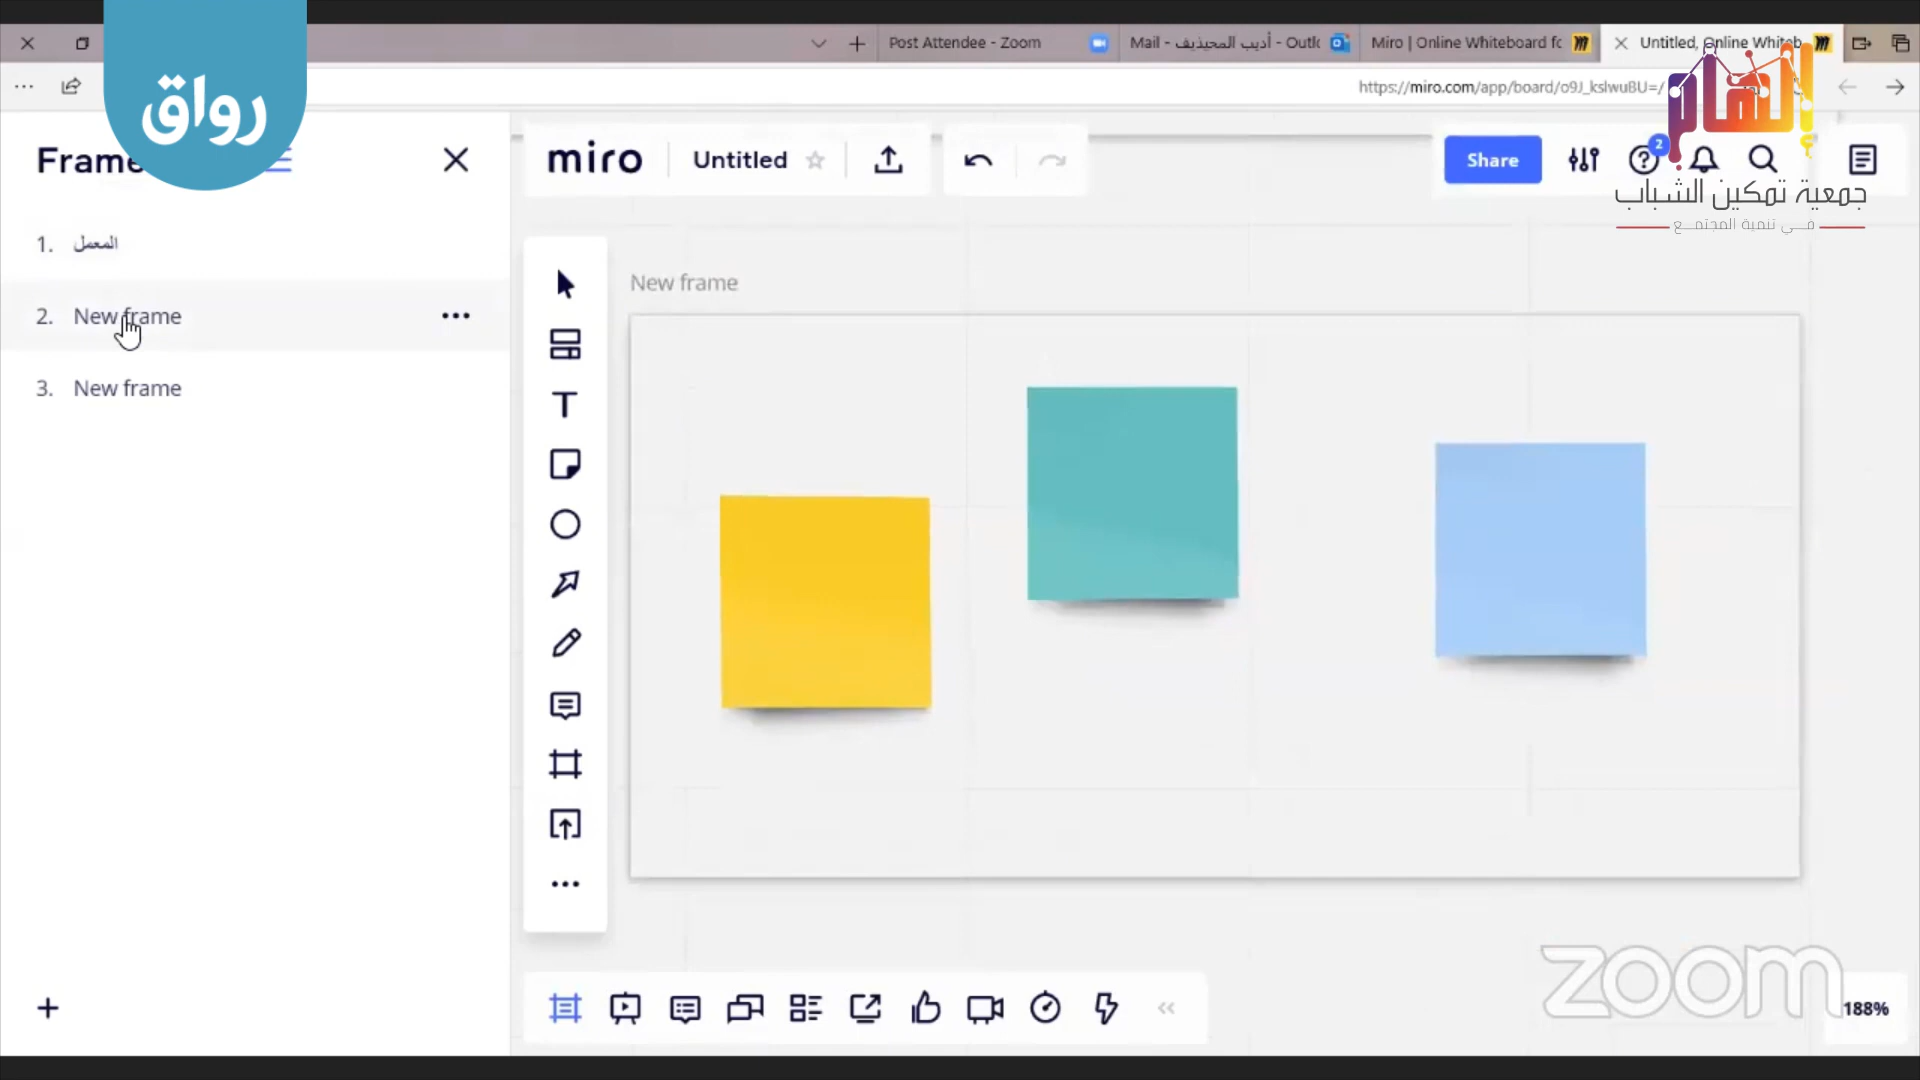 Post Attendee - Zoom
Mail - أديب المحيذيف - Outlo
Miro | Online Whiteboard fo
Untitled, Online Whiteb
رواق
https://miro.com/app/board/o9J_kslwuBU=/
إلهام
جمعية تمكين الشباب
في تنمية المجتمع
Frame
miro
Untitled
Share
2
1. المعمل
2. New frame
3. New frame
New frame
zoom
188%